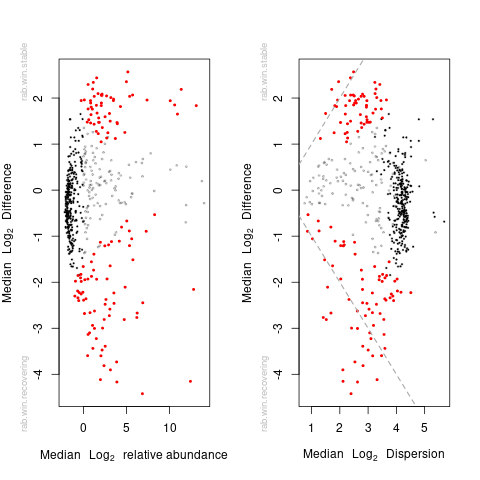 rab.win.stable
rab.win.recovering
Median Log2 Difference
2
1
0
-1
-2
-3
-4
0 5 10
Median Log2 relative abundance
rab.win.stable
rab.win.recovering
Median Log2 Difference
2
1
0
-1
-2
-3
-4
1 2 3 4 5
Median Log2 Dispersion